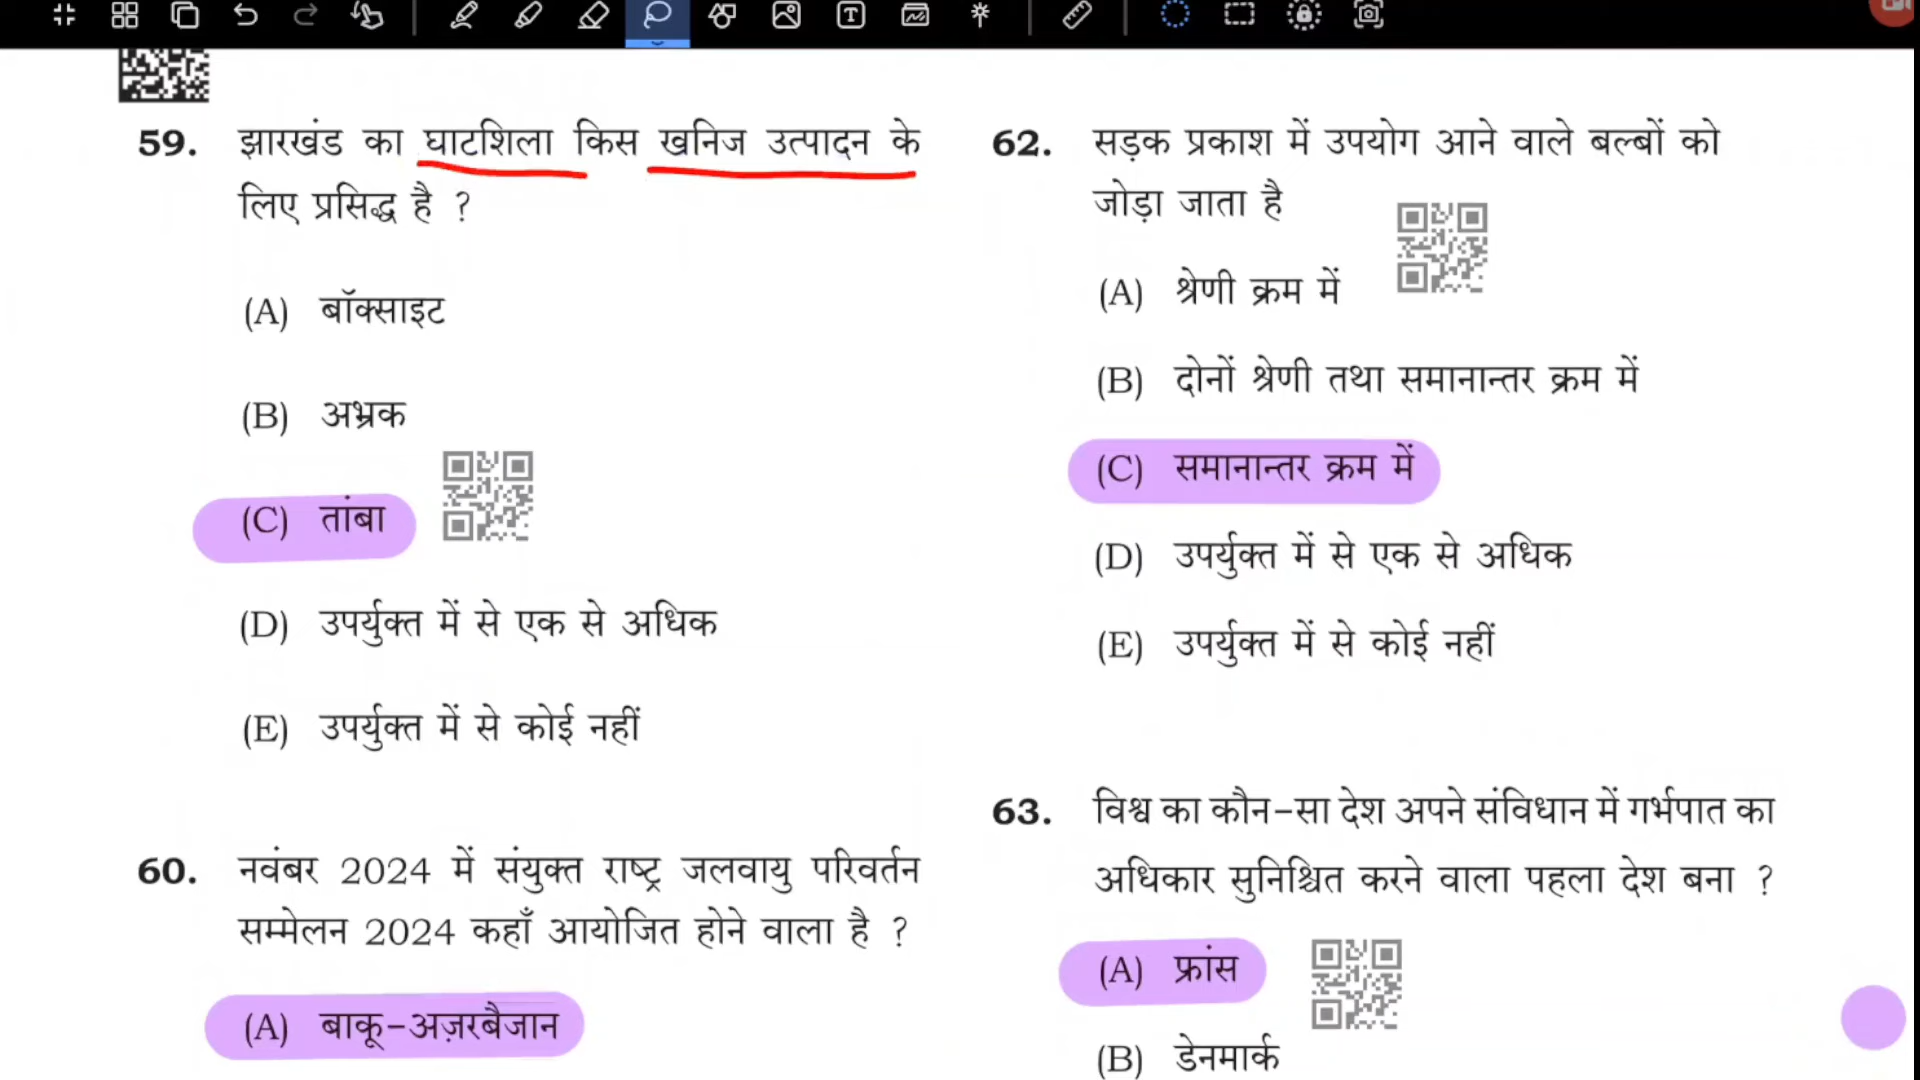 59. झारखंड का घाटशिला किस खनिज उत्पादन के
लिए प्रसिद्ध है ?
(A) बॉक्साइट
(B) अभ्रक
(C) तांबा
(D) उपर्युक्त में से एक से अधिक
(E) उपर्युक्त में से कोई नहीं
60. नवंबर 2024 में संयुक्त राष्ट्र जलवायु परिवर्तन
सम्मेलन 2024 कहाँ आयोजित होने वाला है ?
(A) बाकू-अज़रबैजान
62. सड़क प्रकाश में उपयोग आने वाले बल्बों को
जोड़ा जाता है
(A) श्रेणी क्रम में
(B) दोनों श्रेणी तथा समानान्तर क्रम में
(C) समानान्तर क्रम में
(D) उपर्युक्त में से एक से अधिक
(E) उपर्युक्त में से कोई नहीं
63. विश्व का कौन-सा देश अपने संविधान में गर्भपात का
अधिकार सुनिश्चित करने वाला पहला देश बना ?
(A) फ्रांस
(B) डेनमार्क